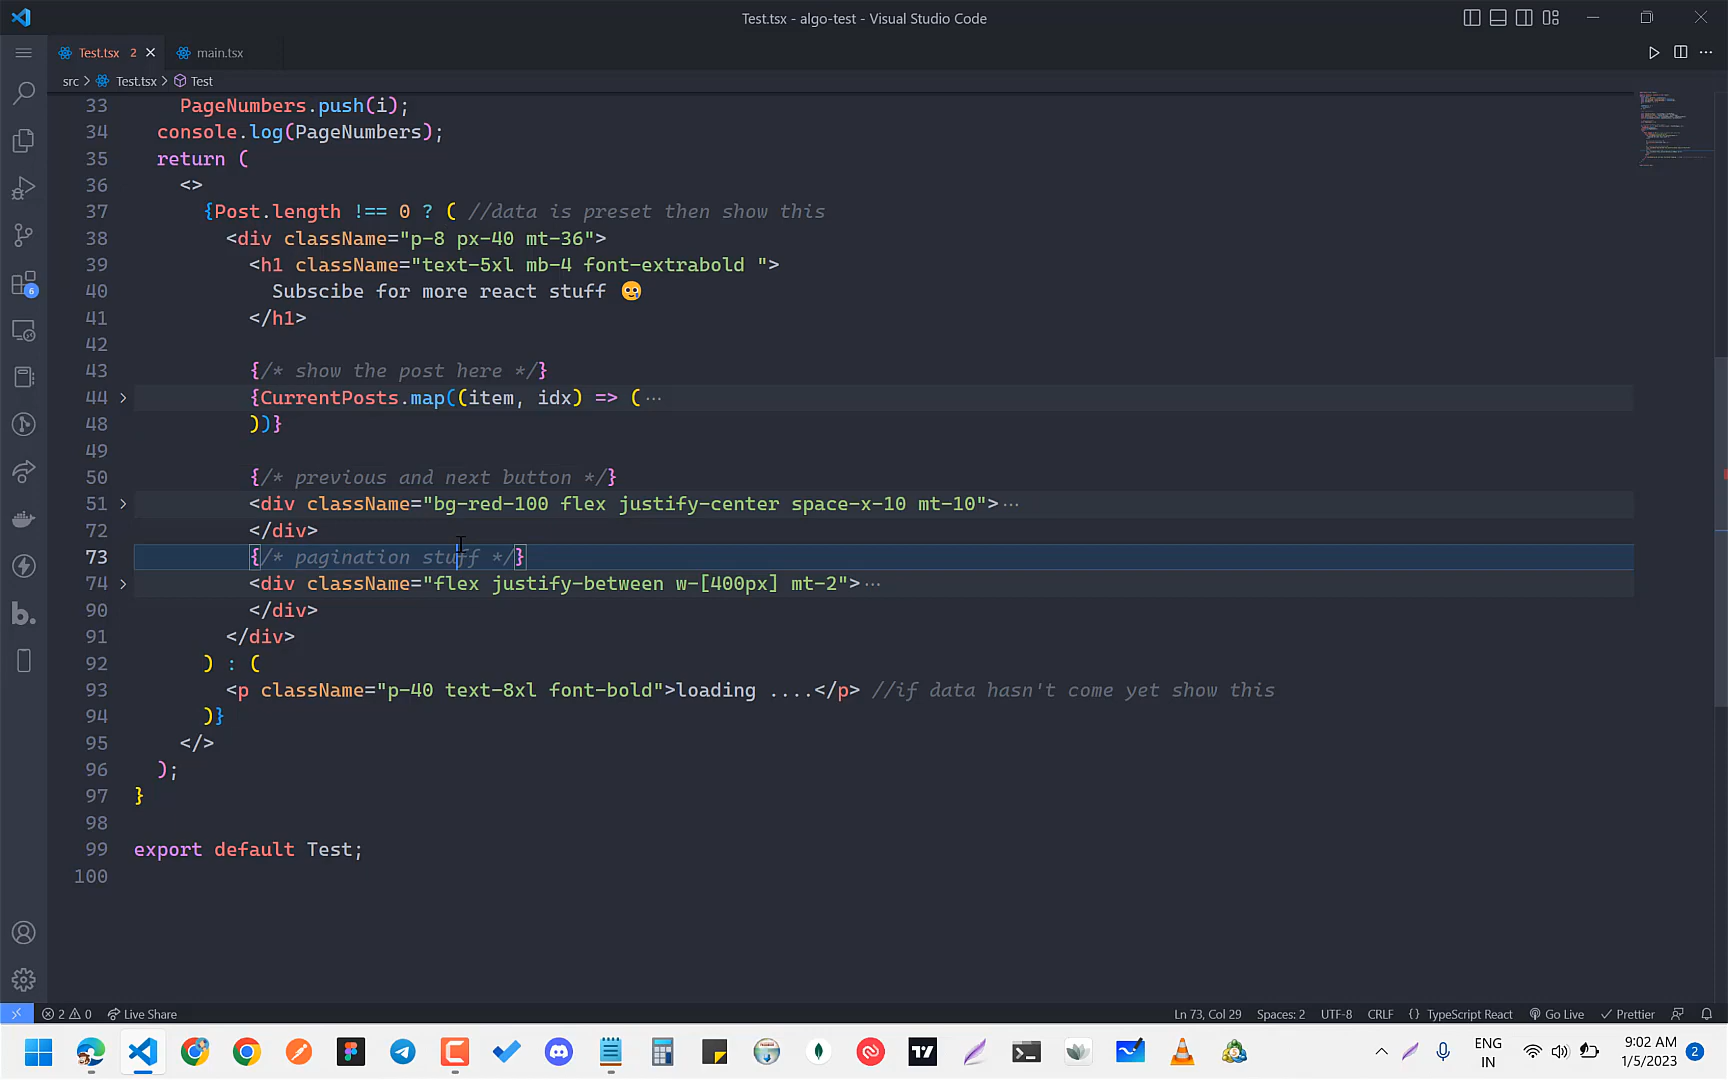 Test.tsx - algo-test - Visual Studio Code
Test.tsx 2
main.tsx
src > Test.tsx > Test
33 PageNumbers.push(i);
34 console.log(PageNumbers);
35 return (
36 <>
37 {Post.length !== 0 ? ( //data is preset then show this
38 <div className="p-8 px-40 mt-36">
39 <h1 className="text-5xl mb-4 font-extrabold ">
40 Subscibe for more react stuff 🥲
41 </h1>
42
43 {/* show the post here */}
44 {CurrentPosts.map((item, idx) => (···
48 ))}
49
50 {/* previous and next button */}
51 <div className="bg-red-100 flex justify-center space-x-10 mt-10">···
72 </div>
73 {/* pagination stuff */}
74 <div className="flex justify-between w-[400px] mt-2">···
90 </div>
91 </div>
92 ) : (
93 <p className="p-40 text-8xl font-bold">loading ....</p> //if data hasn't come yet show this
94 )}
95 </>
96 );
97 }
98
99 export default Test;
100
6
b.
2 0 Live Share
Ln 73, Col 29 Spaces: 2 UTF-8 CRLF {} TypeScript React Go Live Prettier
ENG
IN
9:02 AM
1/5/2023
2